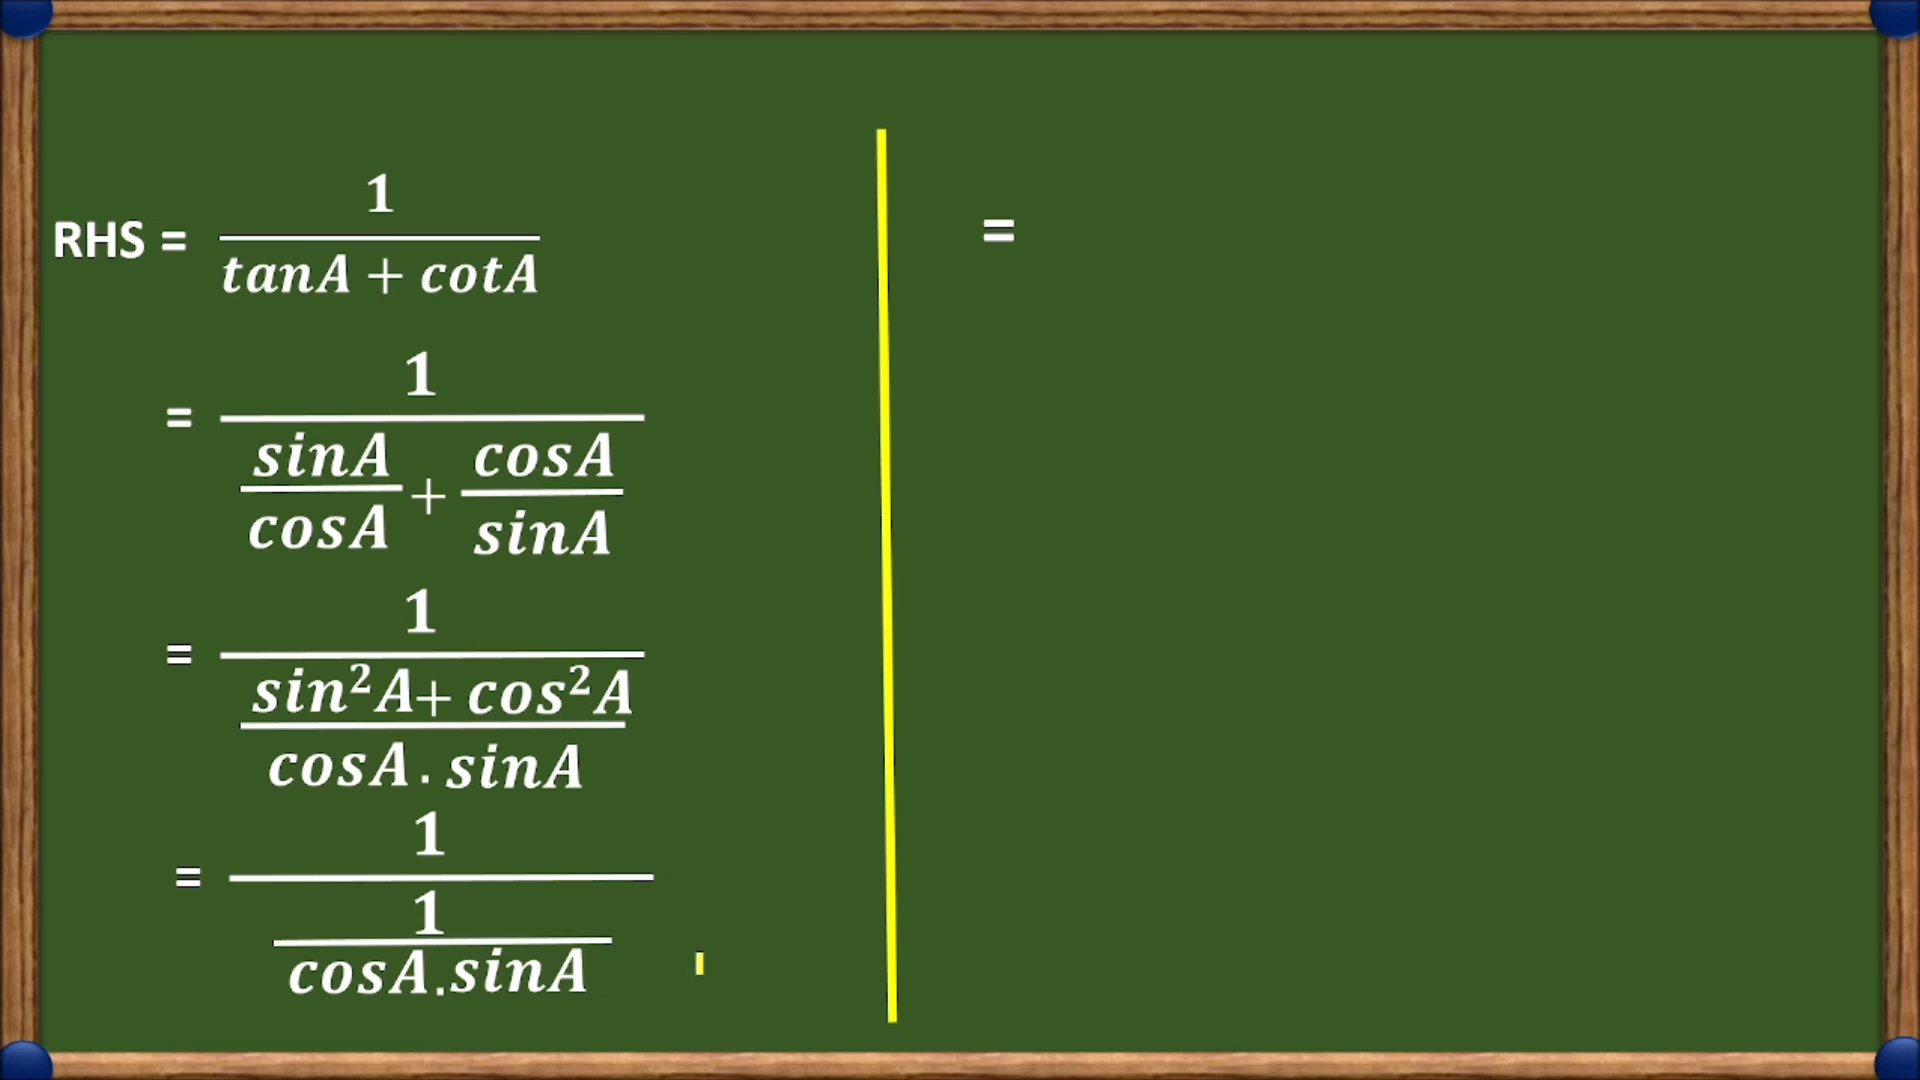 RHS = 1 / (tanA + cotA)
= 1 / (sinA/cosA + cosA/sinA)
= 1 / ((sin²A + cos²A) / (cosA . sinA))
= 1 / (1 / (cosA.sinA))
=